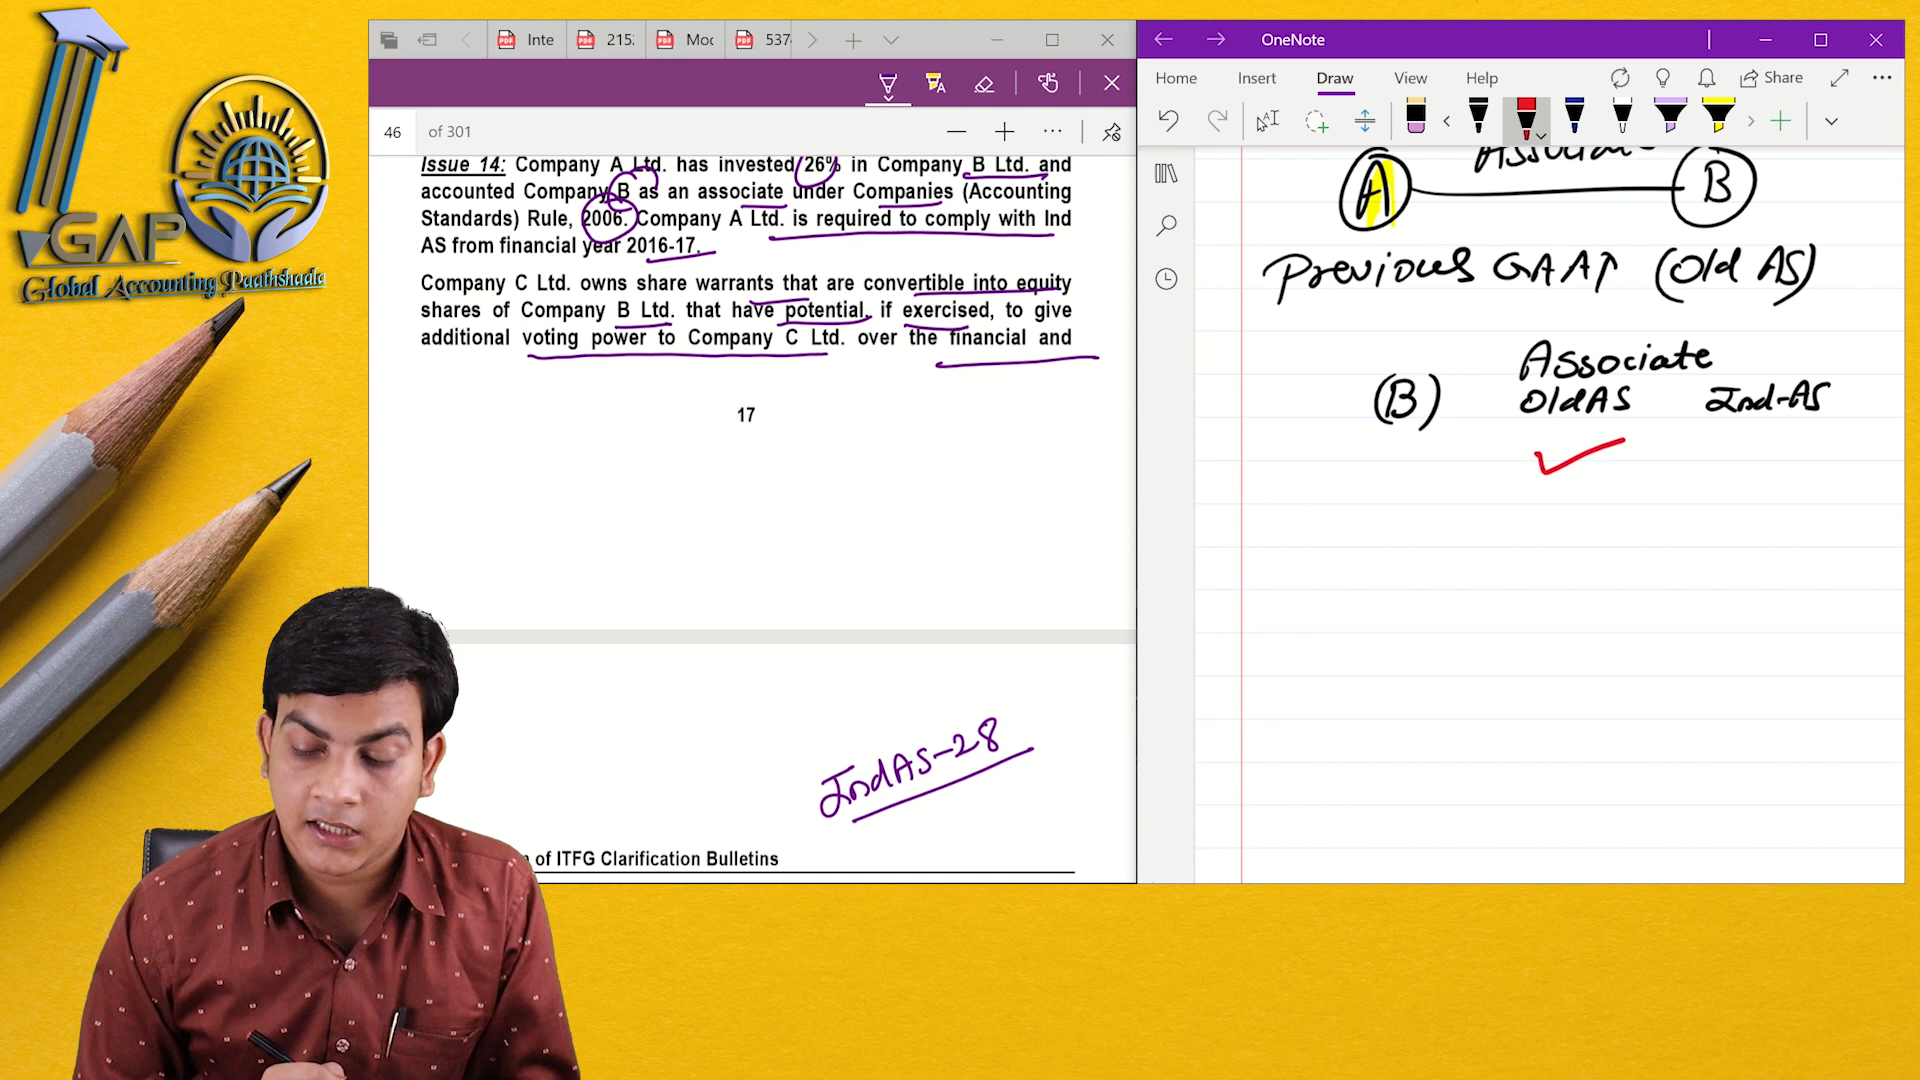 GAP
Global Accounting Paathshaala
Inte
215
Moc
537
46 of 301
Issue 14: Company A Ltd. has invested 26% in Company B Ltd. and
accounted Company B as an associate under Companies (Accounting
Standards) Rule, 2006. Company A Ltd. is required to comply with Ind
AS from financial year 2016-17.
Company C Ltd. owns share warrants that are convertible into equity
shares of Company B Ltd. that have potential, if exercised, to give
additional voting power to Company C Ltd. over the financial and
17
IndAS-28
of ITFG Clarification Bulletins
OneNote
Home Insert Draw View Help Share
Associate
A B
Previous GAAP (Old AS)
Associate
(B) Old AS Ind-AS